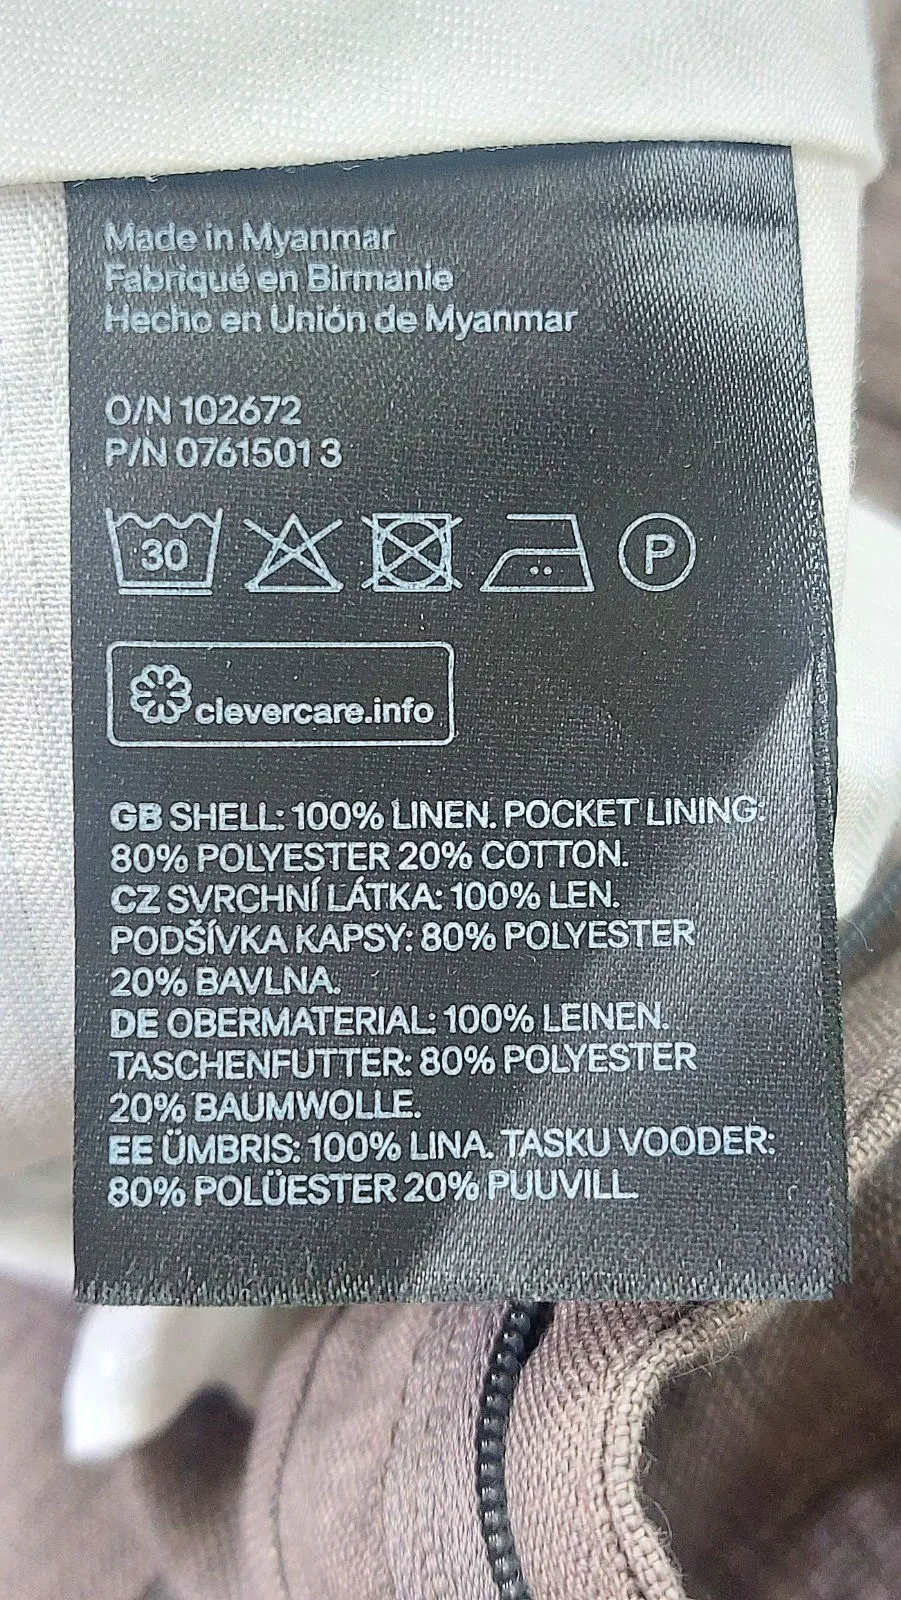 Made in Myanmar
Fabriqué en Birmanie
Hecho en Unión de Myanmar
O/N 102672
P/N 0761501 3
30
P
clevercare.info
GB SHELL: 100% LINEN. POCKET LINING:
80% POLYESTER 20% COTTON.
CZ SVRCHNÍ LÁTKA: 100% LEN.
PODŠÍVKA KAPSY: 80% POLYESTER
20% BAVLNA.
DE OBERMATERIAL: 100% LEINEN.
TASCHENFUTTER: 80% POLYESTER
20% BAUMWOLLE.
EE ÜMBRIS: 100% LINA. TASKU VOODER:
80% POLÜESTER 20% PUUVILL.